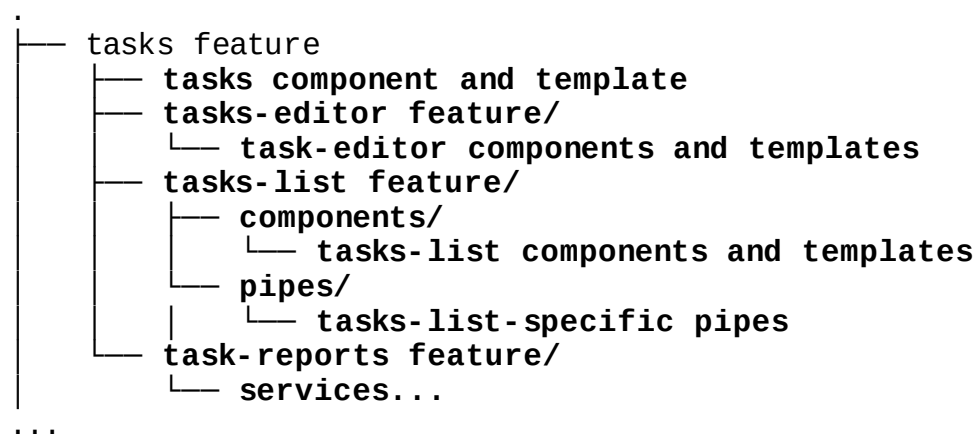 .
├── tasks feature
│   ├── tasks component and template
│   ├── tasks-editor feature/
│   │   └── task-editor components and templates
│   ├── tasks-list feature/
│   │   ├── components/
│   │   │   └── tasks-list components and templates
│   │   └── pipes/
│   │   │   └── tasks-list-specific pipes
│   └── task-reports feature/
│       └── services...
...